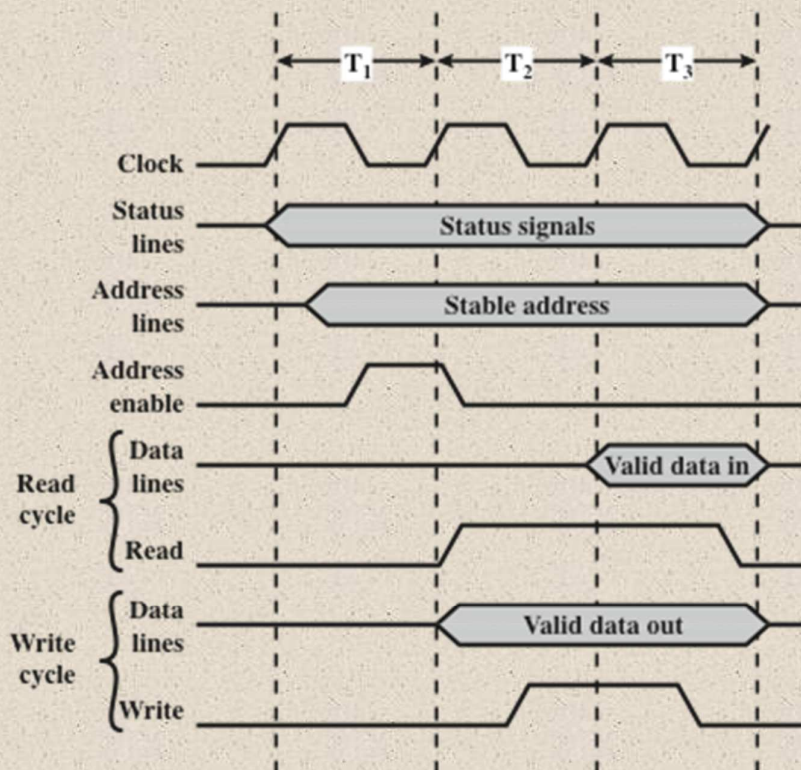 T₁ T₂ T₃
Clock
Status
lines
Status signals
Address
lines
Stable address
Address
enable
Read
cycle
Data
lines
Valid data in
Read
Write
cycle
Data
lines
Valid data out
Write